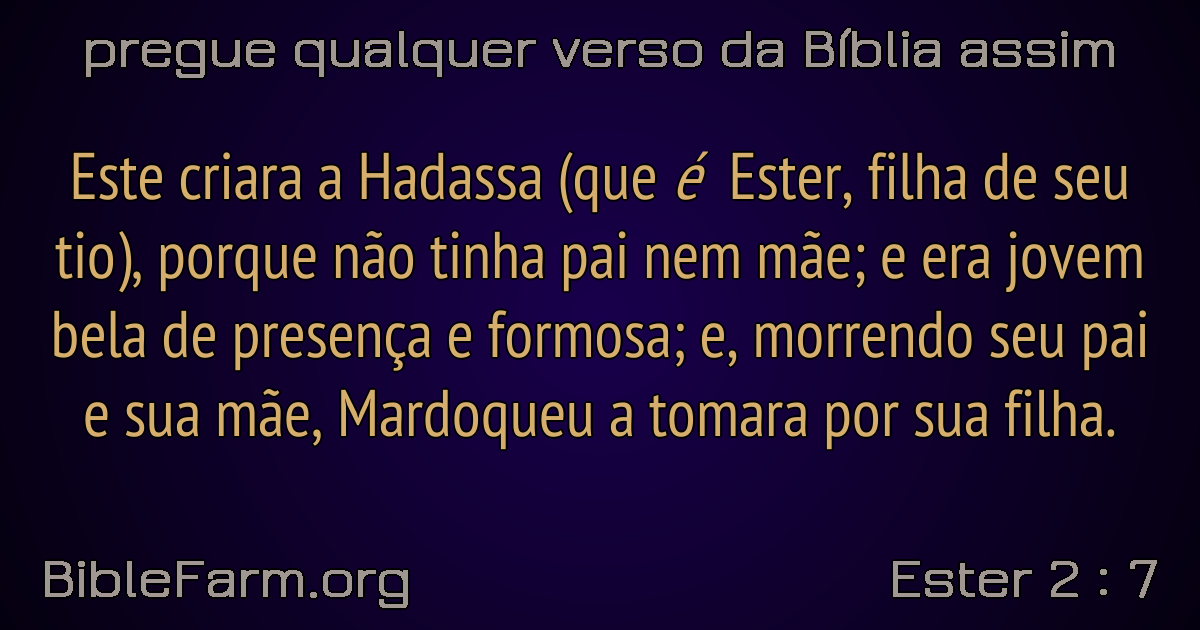 pregue qualquer verso da Bíblia assim
Este criara a Hadassa (que é Ester, filha de seu
tio), porque não tinha pai nem mãe; e era jovem
bela de presença e formosa; e, morrendo seu pai
e sua mãe, Mardoqueu a tomara por sua filha.
BibleFarm.org
Ester 2 : 7